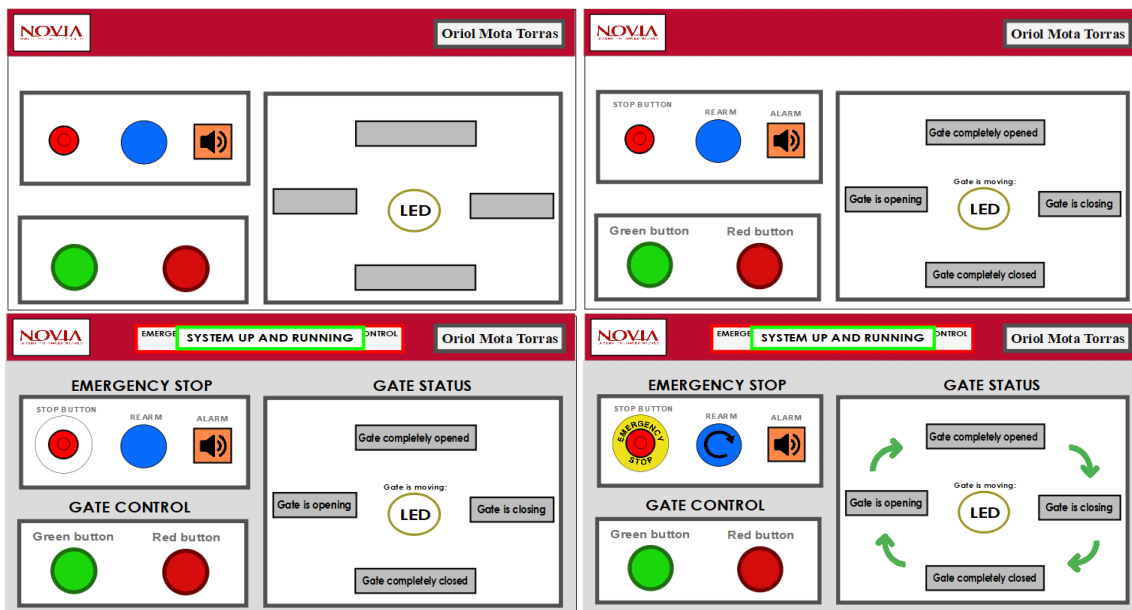 NOVIA
Oriol Mota Torras
LED
NOVIA
Oriol Mota Torras
STOP BUTTON
REARM
ALARM
Gate completely opened
Gate is moving:
Gate is opening
LED
Gate is closing
Green button
Red button
Gate completely closed
NOVIA
SYSTEM UP AND RUNNING
Oriol Mota Torras
EMERGENCY STOP
GATE STATUS
STOP BUTTON
REARM
ALARM
Gate completely opened
Gate is moving:
Gate is opening
LED
Gate is closing
GATE CONTROL
Green button
Red button
Gate completely closed
NOVIA
SYSTEM UP AND RUNNING
Oriol Mota Torras
EMERGENCY STOP
GATE STATUS
STOP BUTTON
REARM
ALARM
EMERGENCY
STOP
Gate completely opened
Gate is moving:
Gate is opening
LED
Gate is closing
GATE CONTROL
Green button
Red button
Gate completely closed